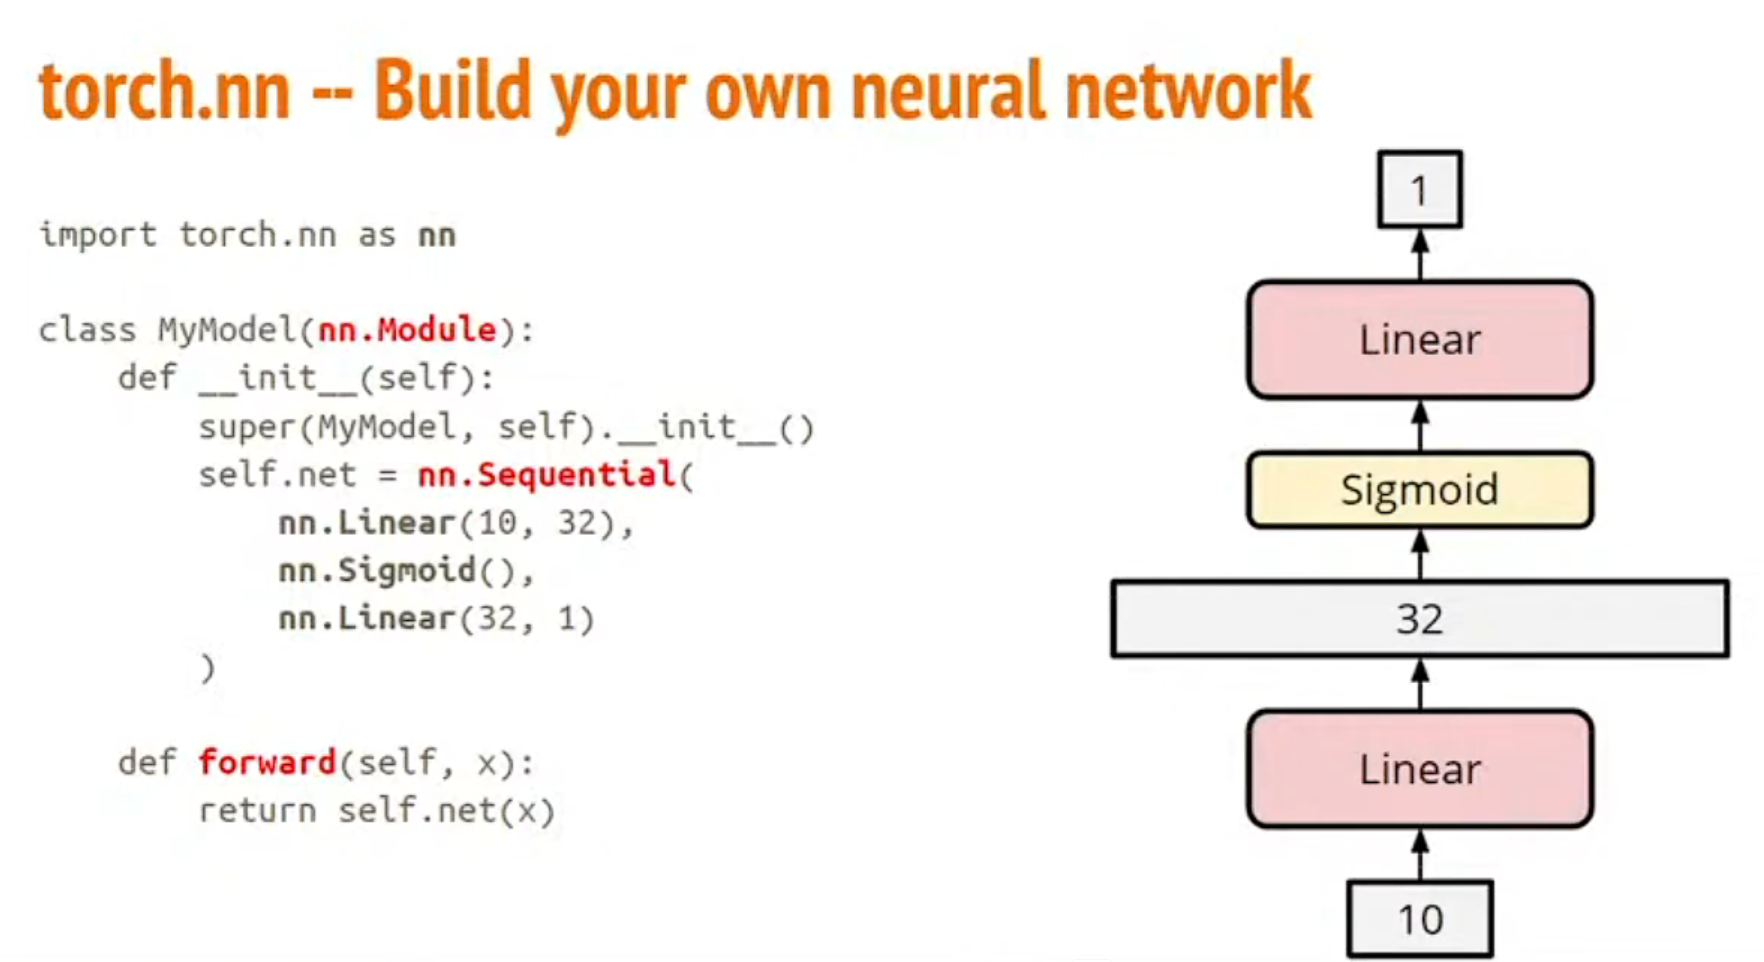 torch.nn -- Build your own neural network
import torch.nn as nn
class MyModel(nn.Module):
    def __init__(self):
        super(MyModel, self).__init__()
        self.net = nn.Sequential(
            nn.Linear(10, 32),
            nn.Sigmoid(),
            nn.Linear(32, 1)
        )
    def forward(self, x):
        return self.net(x)
1
Linear
Sigmoid
32
Linear
10